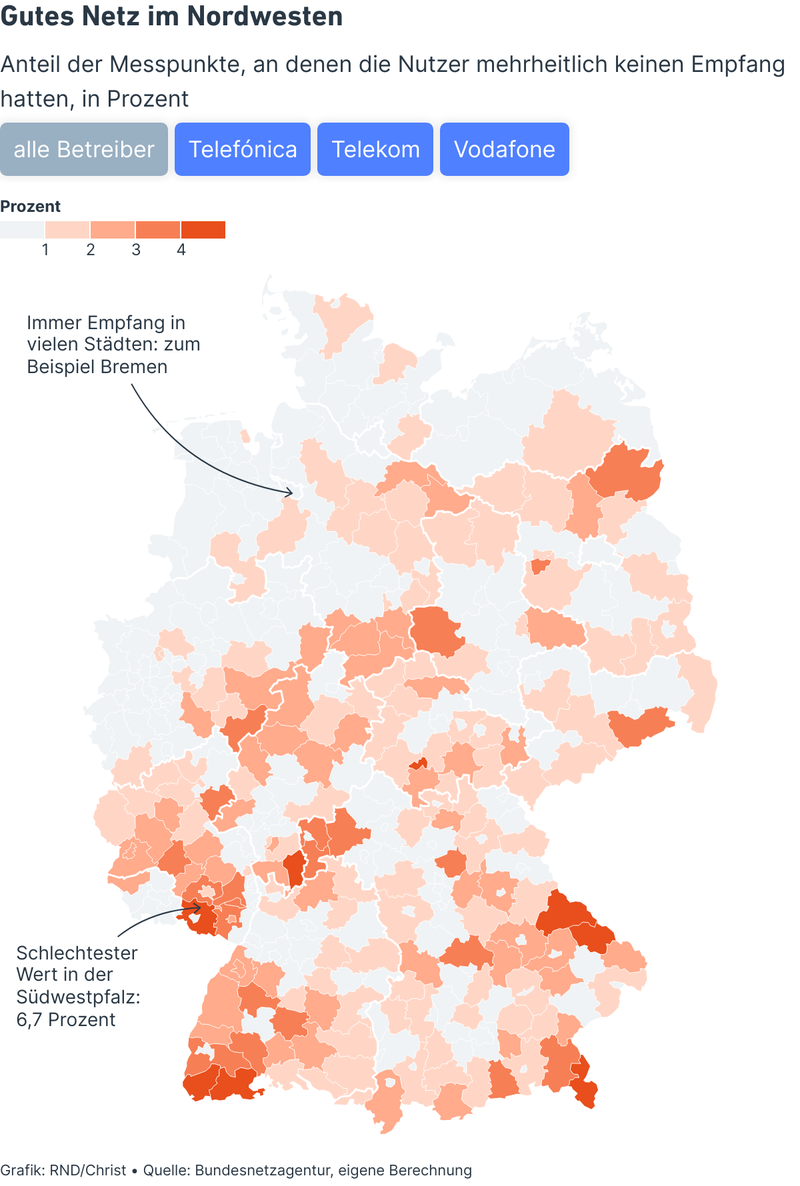 Gutes Netz im Nordwesten
Anteil der Messpunkte, an denen die Nutzer mehrheitlich keinen Empfang
hatten, in Prozent
alle Betreiber Telefónica Telekom Vodafone
Prozent
1 2 3 4
Immer Empfang in
vielen Städten: zum
Beispiel Bremen
Schlechtester
Wert in der
Südwestpfalz:
6,7 Prozent
Grafik: RND/Christ • Quelle: Bundesnetzagentur, eigene Berechnung